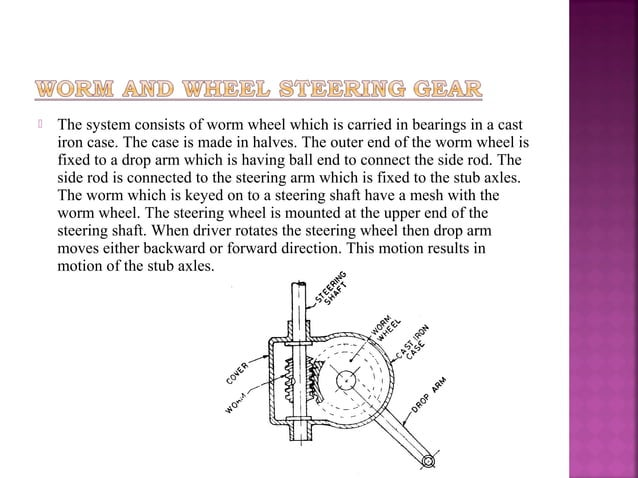 WORM AND WHEEL STEERING GEAR
The system consists of worm wheel which is carried in bearings in a cast
iron case. The case is made in halves. The outer end of the worm wheel is
fixed to a drop arm which is having ball end to connect the side rod. The
side rod is connected to the steering arm which is fixed to the stub axles.
The worm which is keyed on to a steering shaft have a mesh with the
worm wheel. The steering wheel is mounted at the upper end of the
steering shaft. When driver rotates the steering wheel then drop arm
moves either backward or forward direction. This motion results in
motion of the stub axles.
STEERING
SHAFT
WORM
WHEEL
CAST IRON
CASE
COVER
WORM
DROP ARM